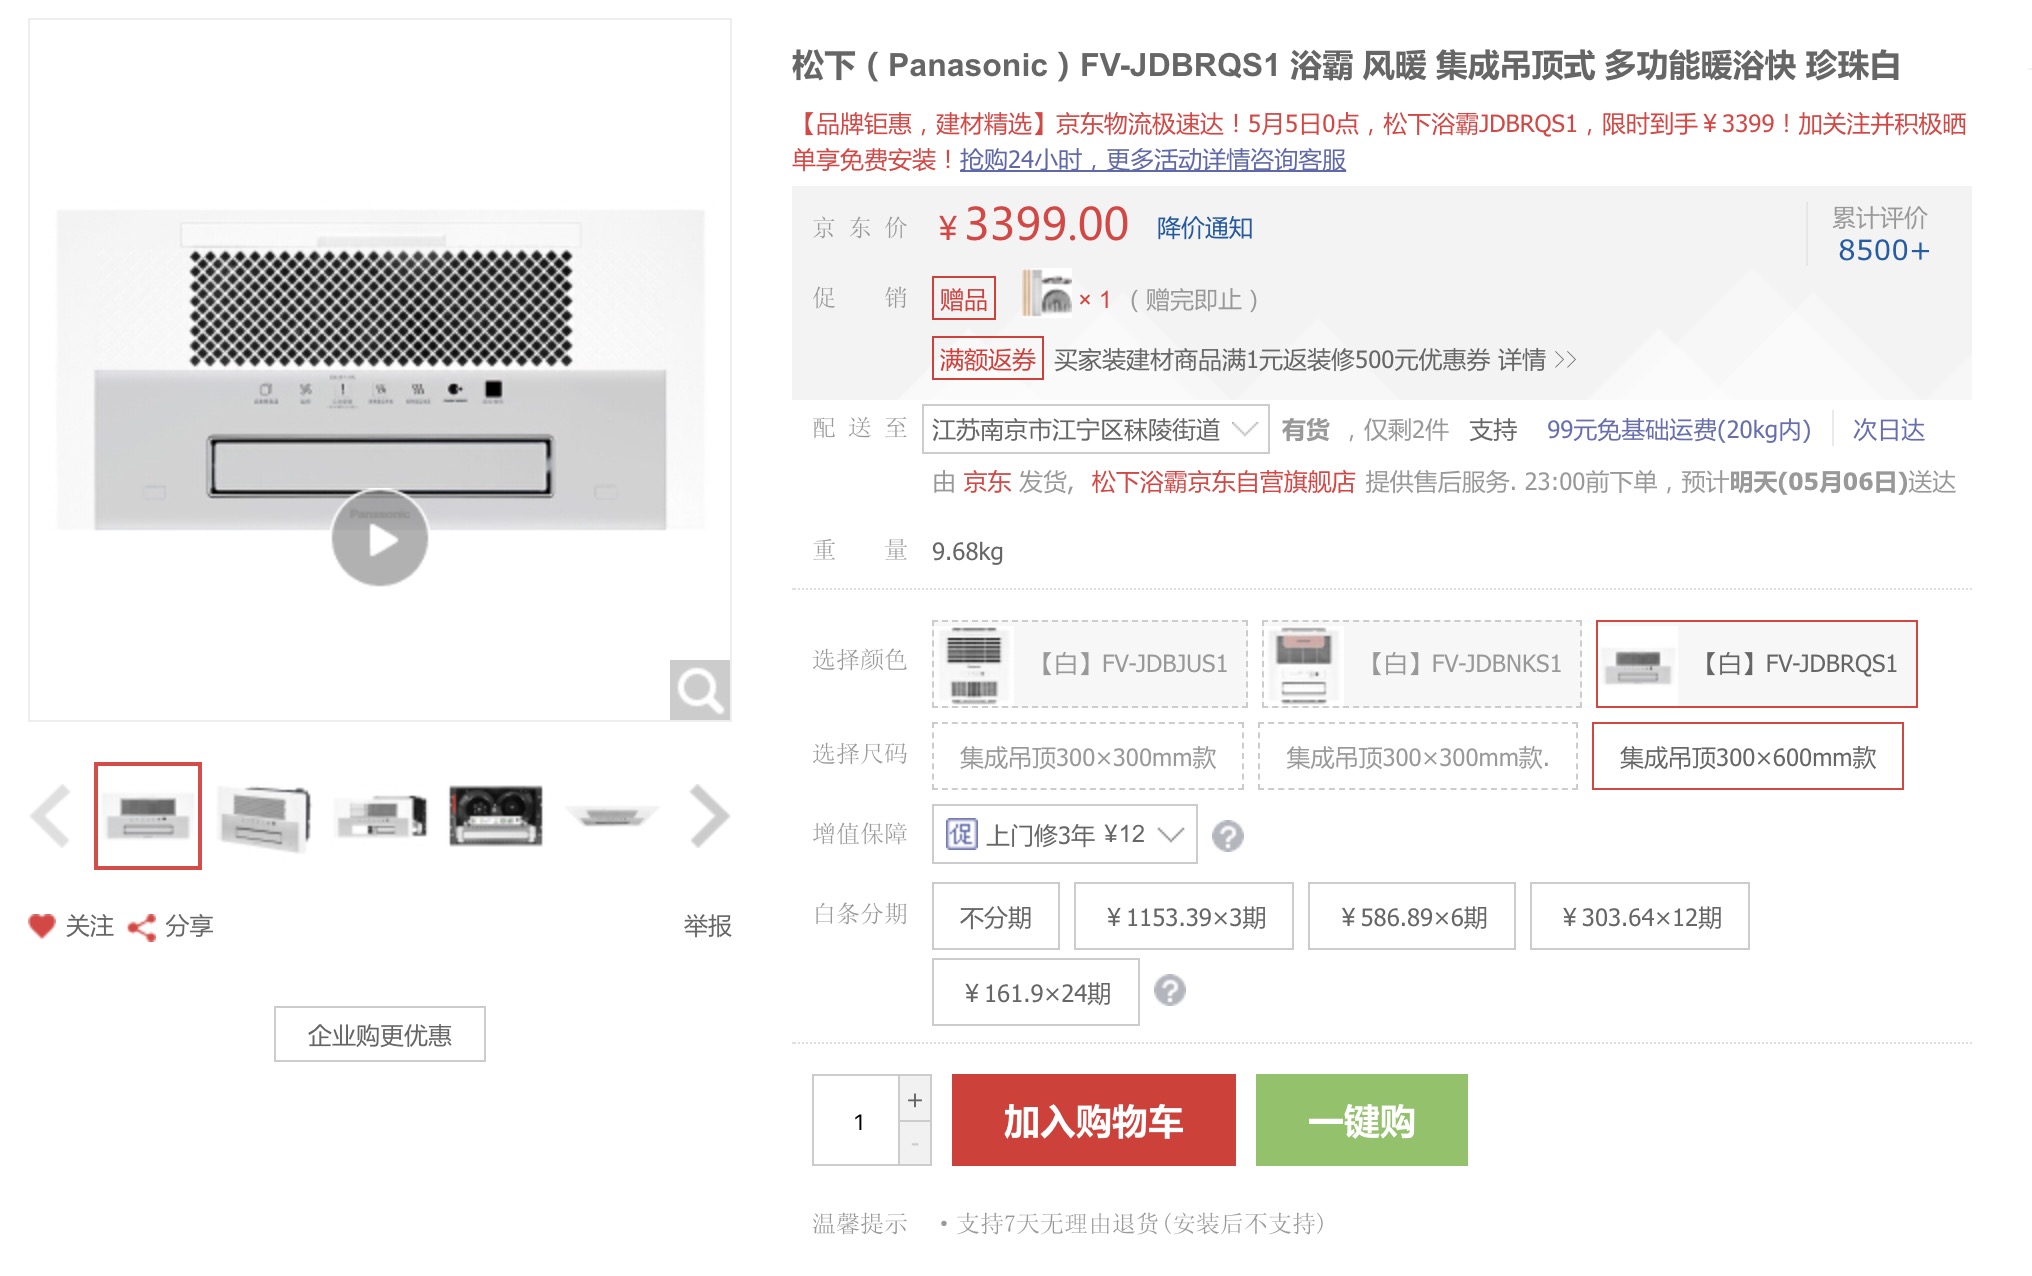 松下（Panasonic）FV-JDBRQS1 浴霸 风暖 集成吊顶式 多功能暖浴快 珍珠白
【品牌钜惠，建材精选】京东物流极速达！5月5日0点，松下浴霸JDBRQS1，限时到手￥3399！加关注并积极晒
单享免费安装！抢购24小时，更多活动详情咨询客服
京东价 ￥3399.00 降价通知
累计评价
8500+
促销 赠品 × 1 （赠完即止）
满额返券 买家装建材商品满1元返装修500元优惠券 详情 >>
配送至 江苏南京市江宁区秣陵街道 有货 ，仅剩2件 支持 99元免基础运费(20kg内) 次日达
由 京东 发货, 松下浴霸京东自营旗舰店 提供售后服务. 23:00前下单，预计明天(05月06日)送达
重量 9.68kg
选择颜色 【白】FV-JDBJUS1 【白】FV-JDBNKS1 【白】FV-JDBRQS1
选择尺码 集成吊顶300×300mm款 集成吊顶300×300mm款. 集成吊顶300×600mm款
增值保障 促 上门修3年 ¥12 ?
白条分期 不分期 ￥1153.39×3期 ￥586.89×6期 ￥303.64×12期
￥161.9×24期 ?
1 + - 加入购物车 一键购
温馨提示 •支持7天无理由退货(安装后不支持)
Panasonic
关注 分享 举报
企业购更优惠